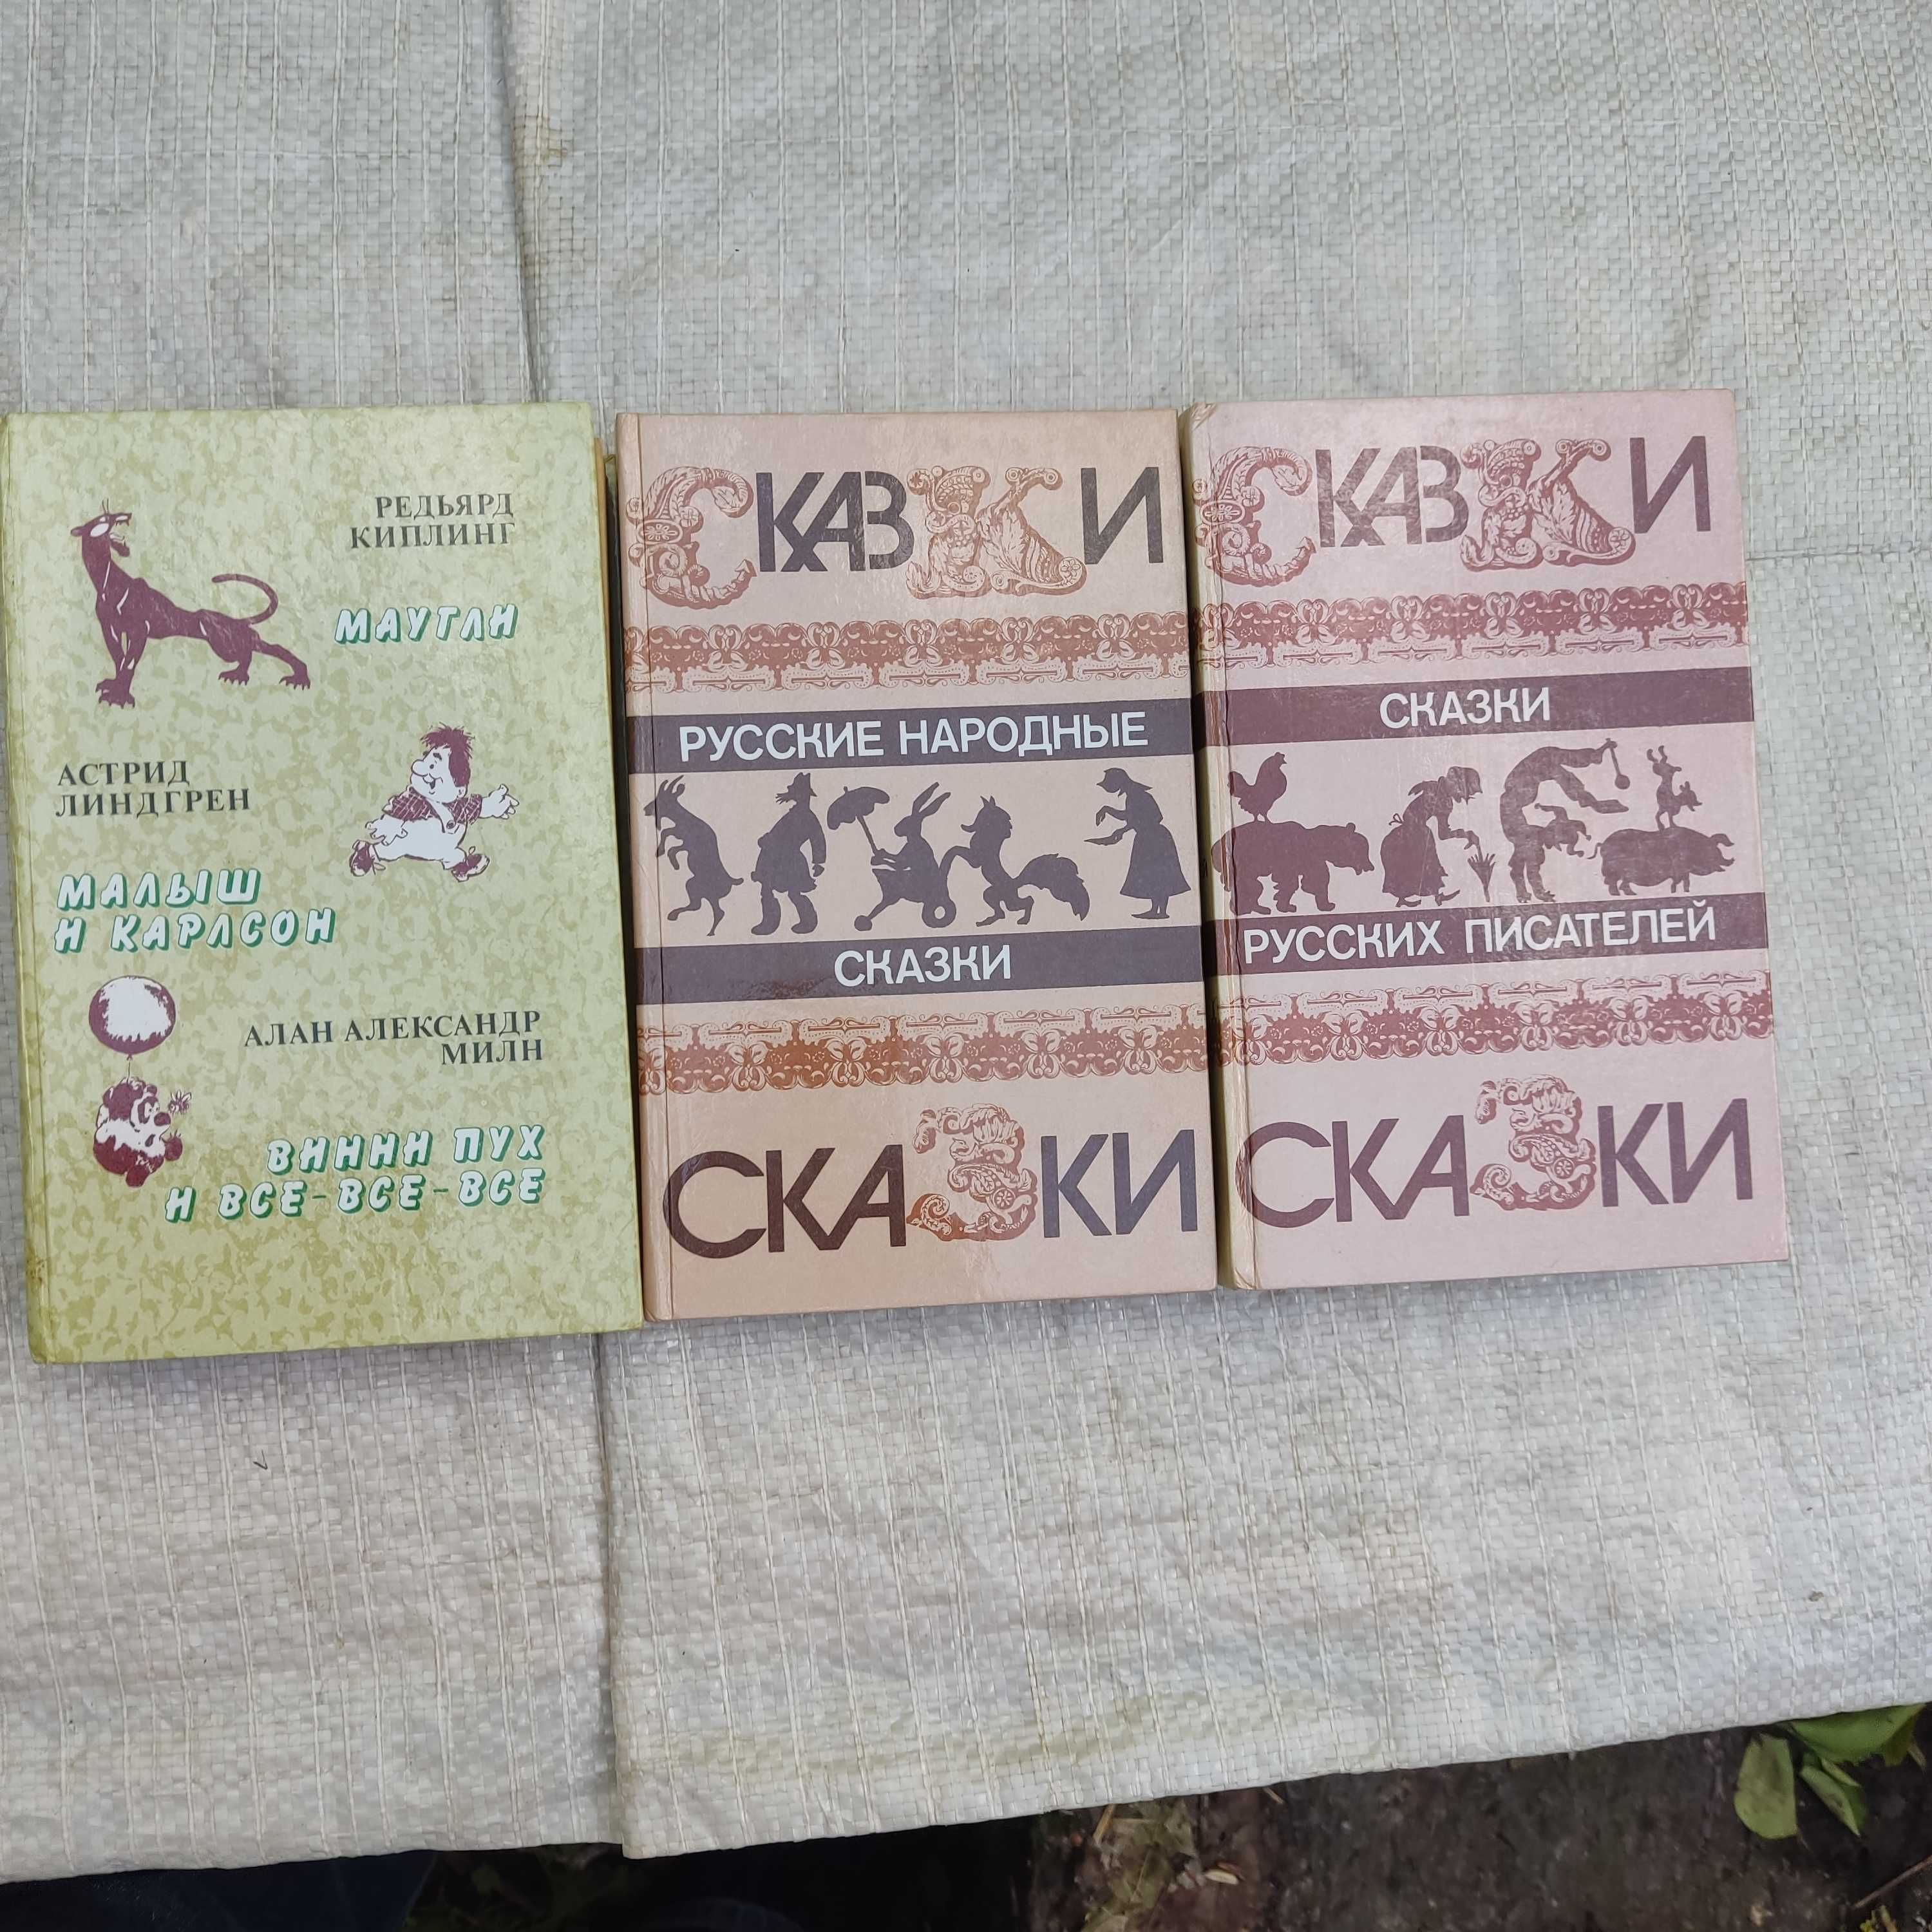 РЕДЬЯРД
КИПЛИНГ
МАУГЛИ
АСТРИД
ЛИНДГРЕН
МАЛЫШ
И КАРЛСОН
АЛАН АЛЕКСАНДР
МИЛН
ВИННИ ПУХ
И ВСЕ-ВСЕ-ВСЕ
СКАЗКИ
РУССКИЕ НАРОДНЫЕ
СКАЗКИ
СКАЗКИ
СКАЗКИ
СКАЗКИ
РУССКИХ ПИСАТЕЛЕЙ
СКАЗКИ